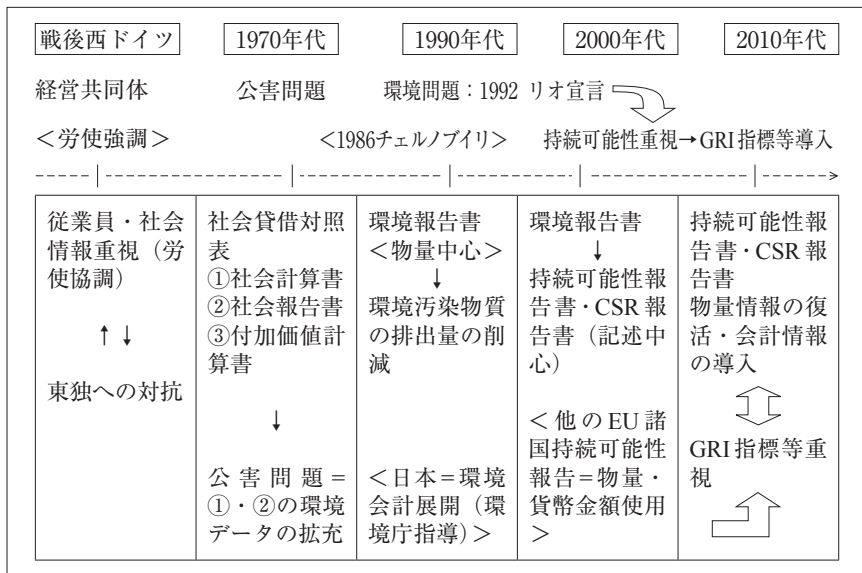 戦後西ドイツ 1970年代 1990年代 2000年代 2010年代
経営共同体 公害問題 環境問題：1992 リオ宣言
＜労使強調＞ ＜1986チェルノブイリ＞ 持続可能性重視→GRI指標等導入
従業員・社会
情報重視（労
使協調）
↑↓
東独への対抗
社会貸借対照
表
①社会計算書
②社会報告書
③付加価値計
算書
↓
公害問題＝
①・②の環境
データの拡充
環境報告書
＜物量中心＞
↓
環境汚染物質
の排出量の削
減
＜日本＝環境
会計展開（環
境庁指導）＞
環境報告書
↓
持続可能性報
告書・CSR報
告書（記述中
心）
＜他のEU諸
国持続可能性
報告＝物量・
貨幣金額使用
＞
持続可能性報
告書・CSR報
告書
物量情報の復
活・会計情報
の導入
GRI指標等重
視